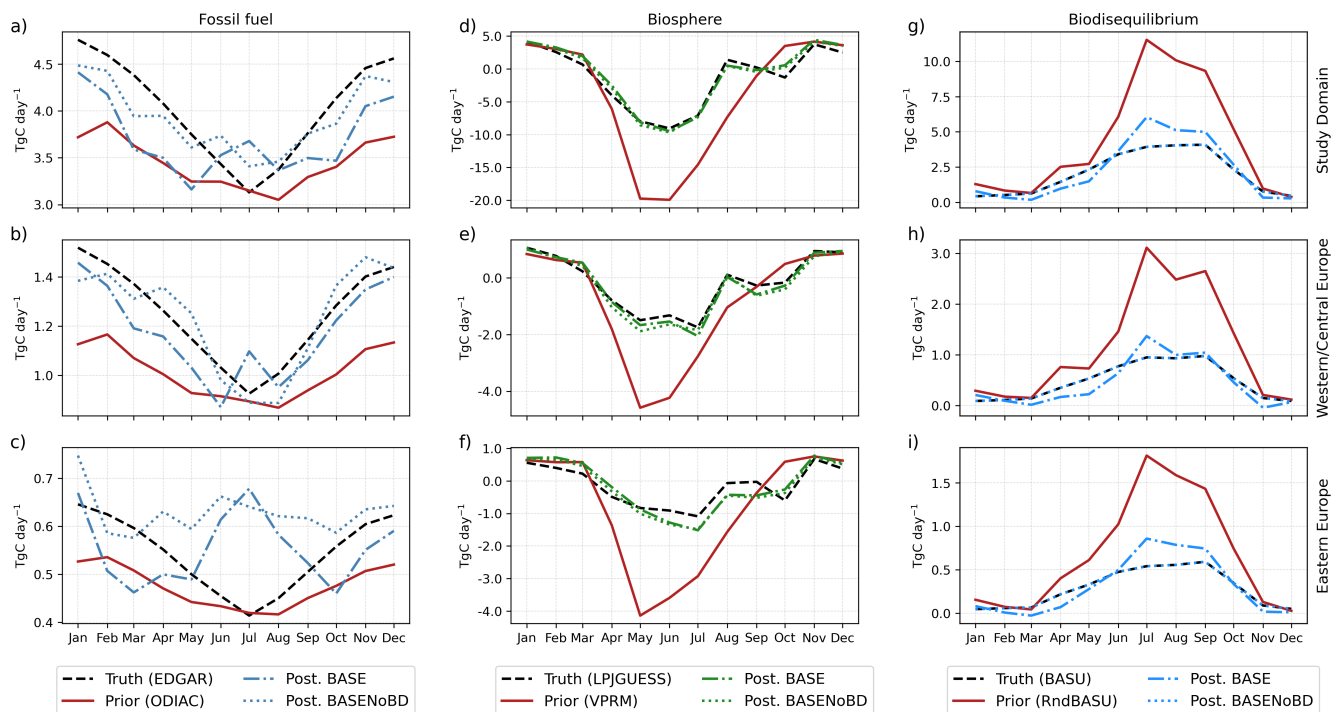 Fossil fuel
Biosphere
Biodisequilibrium
a)
TgC day⁻¹
4.5
4.0
3.5
3.0
d)
TgC day⁻¹
5.0
0.0
-5.0
-10.0
-15.0
-20.0
g)
TgC day⁻¹
10.0
7.5
5.0
2.5
0.0
Study Domain
b)
TgC day⁻¹
1.4
1.2
1.0
e)
TgC day⁻¹
0.0
-2.0
-4.0
h)
TgC day⁻¹
3.0
2.0
1.0
0.0
Western/Central Europe
c)
TgC day⁻¹
0.7
0.6
0.5
0.4
Jan Feb Mar Apr May Jun Jul Aug Sep Oct Nov Dec
f)
TgC day⁻¹
1.0
0.0
-1.0
-2.0
-3.0
-4.0
Jan Feb Mar Apr May Jun Jul Aug Sep Oct Nov Dec
i)
TgC day⁻¹
1.5
1.0
0.5
0.0
Jan Feb Mar Apr May Jun Jul Aug Sep Oct Nov Dec
Eastern Europe
Truth (EDGAR) Post. BASE
Prior (ODIAC) Post. BASENoBD
Truth (LPJGUESS) Post. BASE
Prior (VPRM) Post. BASENoBD
Truth (BASU) Post. BASE
Prior (RndBASU) Post. BASENoBD